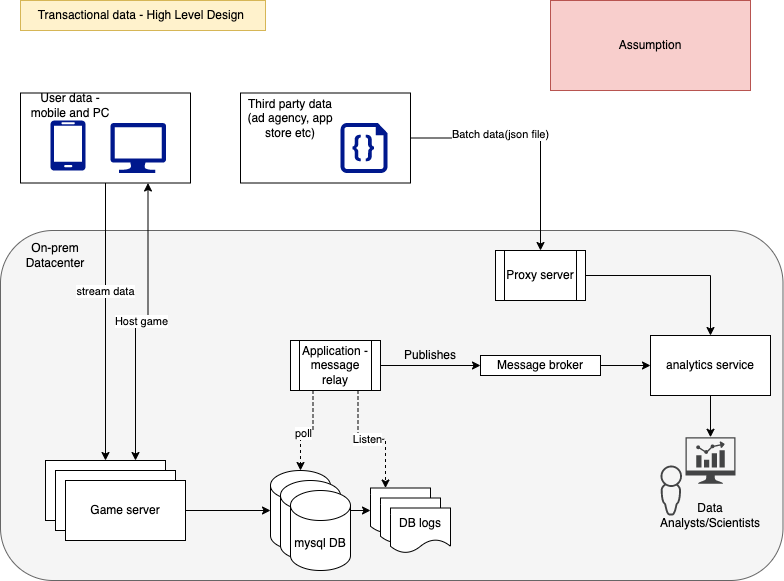 Transactional data - High Level Design
Assumption
User data -
mobile and PC
Third party data
(ad agency, app
store etc)
{}
Batch data(json file)
On-prem
Datacenter
Proxy server
stream data
Host game
Application -
message
relay
Publishes
Message broker
analytics service
poll
Listen
Game server
mysql DB
DB logs
Data
Analysts/Scientists